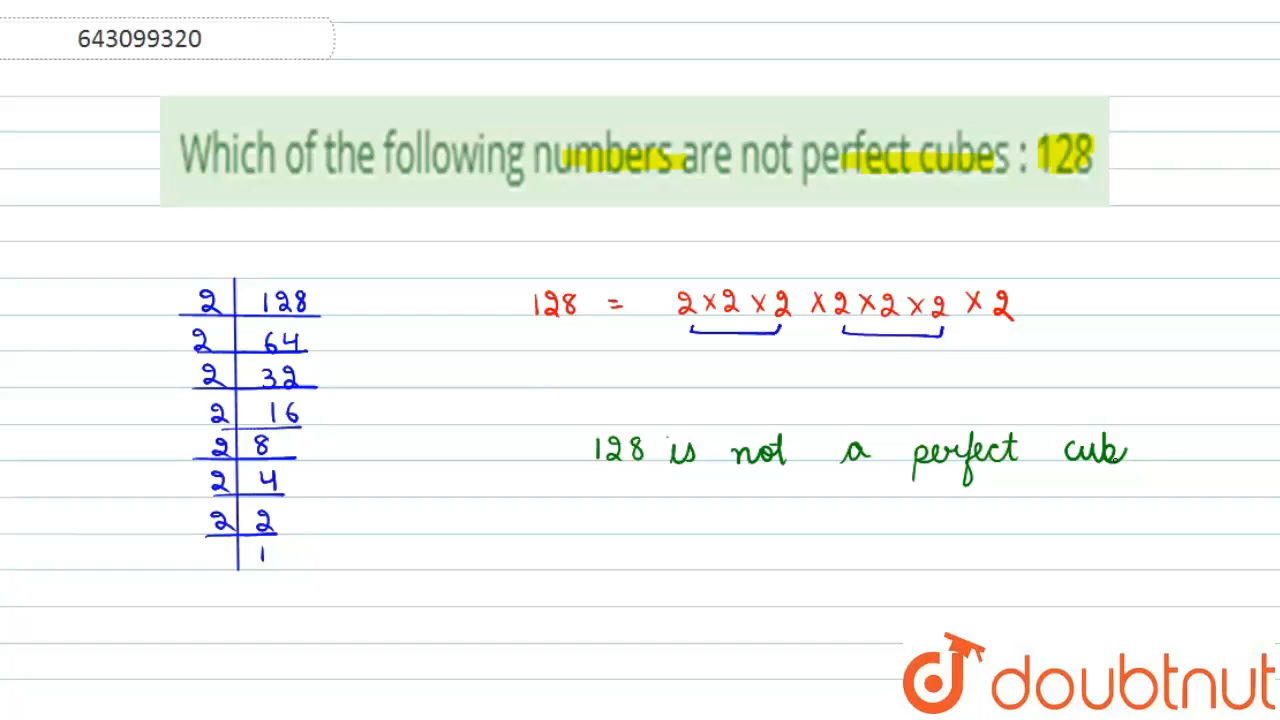 643099320
Which of the following numbers are not perfect cubes : 128
2 128
2 64
2 32
2 16
2 8
2 4
2 2
1
128 = 2 × 2 × 2 × 2 × 2 × 2 × 2
128 is not a perfect cub
doubtnut